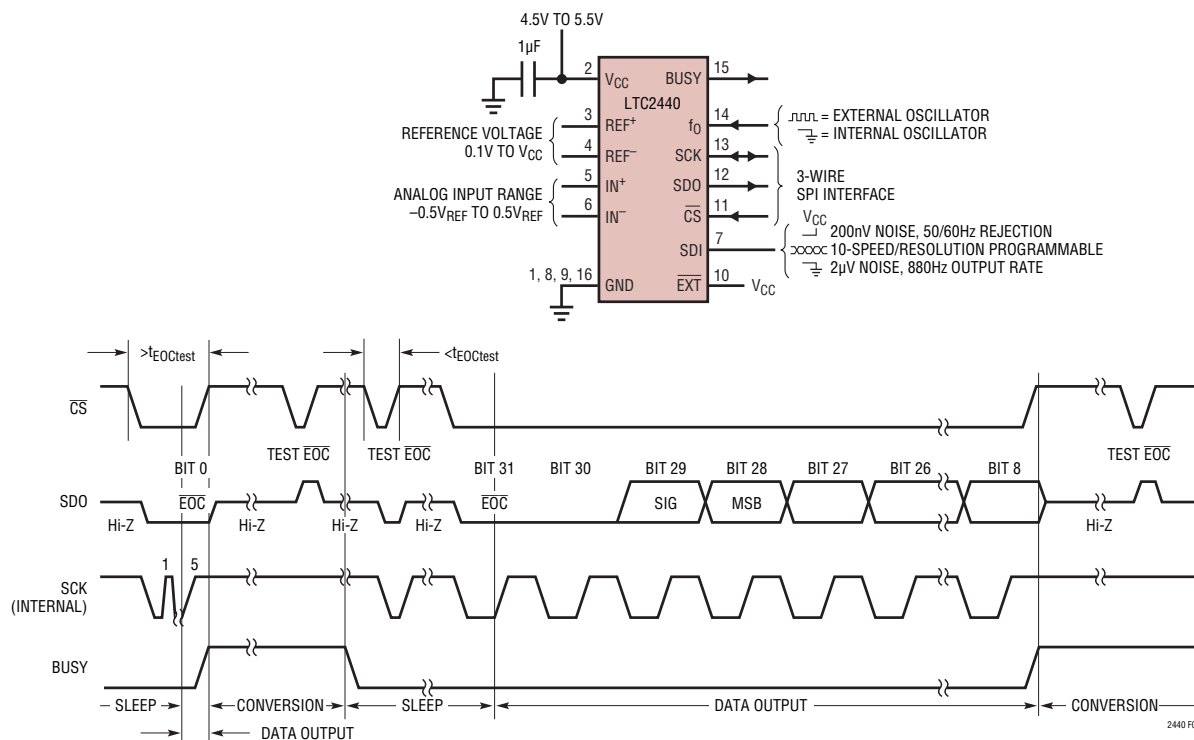 4.5V TO 5.5V
1µF
2
VCC
BUSY
15
LTC2440
3
REF+
fO
14
= EXTERNAL OSCILLATOR
= INTERNAL OSCILLATOR
REFERENCE VOLTAGE
0.1V TO VCC
4
REF–
SCK
13
3-WIRE
SPI INTERFACE
ANALOG INPUT RANGE
–0.5VREF TO 0.5VREF
5
IN+
SDO
12
6
IN–
CS
11
VCC
SDI
7
200nV NOISE, 50/60Hz REJECTION
10-SPEED/RESOLUTION PROGRAMMABLE
2µV NOISE, 880Hz OUTPUT RATE
1, 8, 9, 16
GND
EXT
10
VCC
>tEOCtest
<tEOCtest
CS
TEST EOC
TEST EOC
TEST EOC
BIT 0
BIT 31
BIT 30
BIT 29
BIT 28
BIT 27
BIT 26
BIT 8
SDO
EOC
EOC
SIG
MSB
Hi-Z
Hi-Z
Hi-Z
Hi-Z
Hi-Z
1
5
SCK
(INTERNAL)
BUSY
SLEEP
CONVERSION
SLEEP
DATA OUTPUT
CONVERSION
DATA OUTPUT